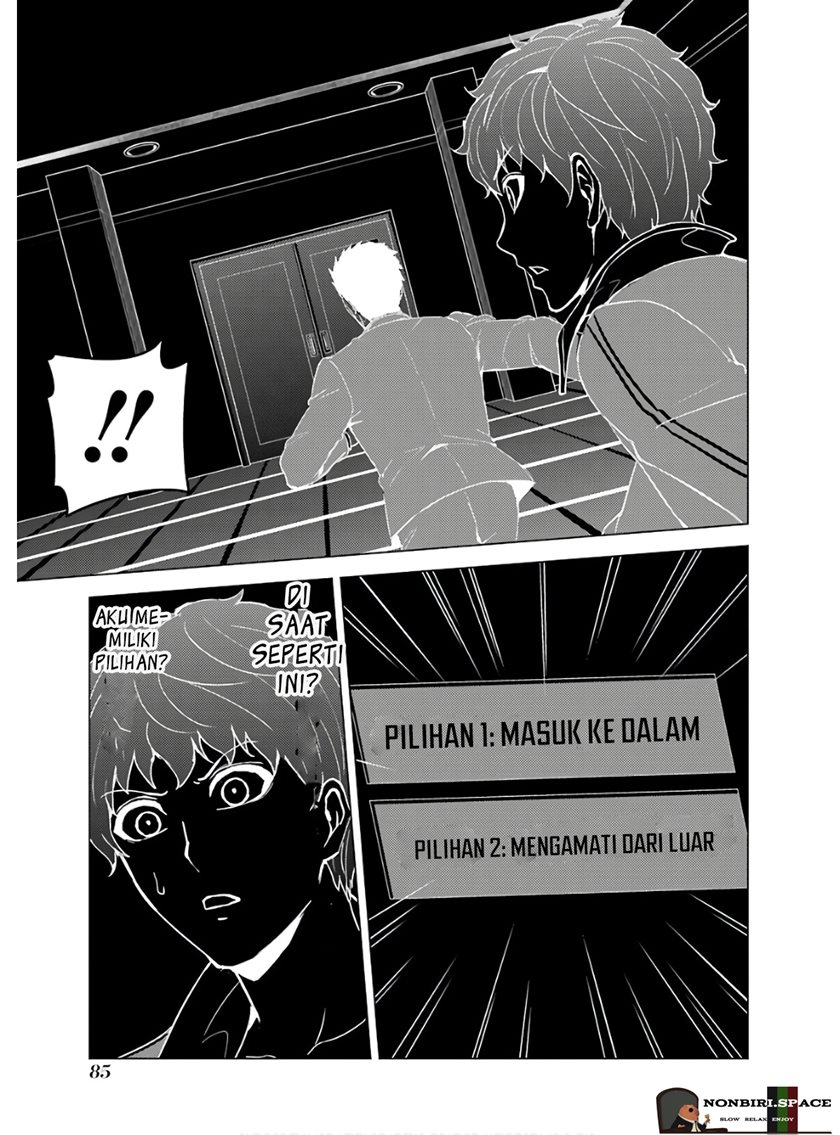 !!
PILIHAN 1: MASUK KE DALAM
PILIHAN 2: MENGAMATI DARI LUAR
DI
SAAT
SEPERTI
INI?
AKU ME-
MILIKI
PILIHAN?
85
NONBIRI.SPACE
SLOW RELAX ENJOY